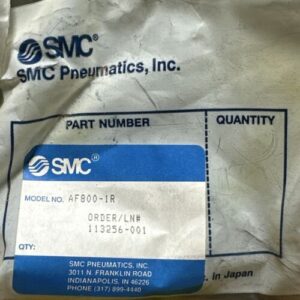 SMC®
SMC Pneumatics, Inc.
PART NUMBER
QUANTITY
SMC®
MODEL NO. AF800-1R
ORDER/LN#
113256-001
QTY:
SMC PNEUMATICS, INC.
3011 N. FRANKLIN ROAD
INDIANAPOLIS, IN 46226
PHONE (317) 899-4440
in Japan